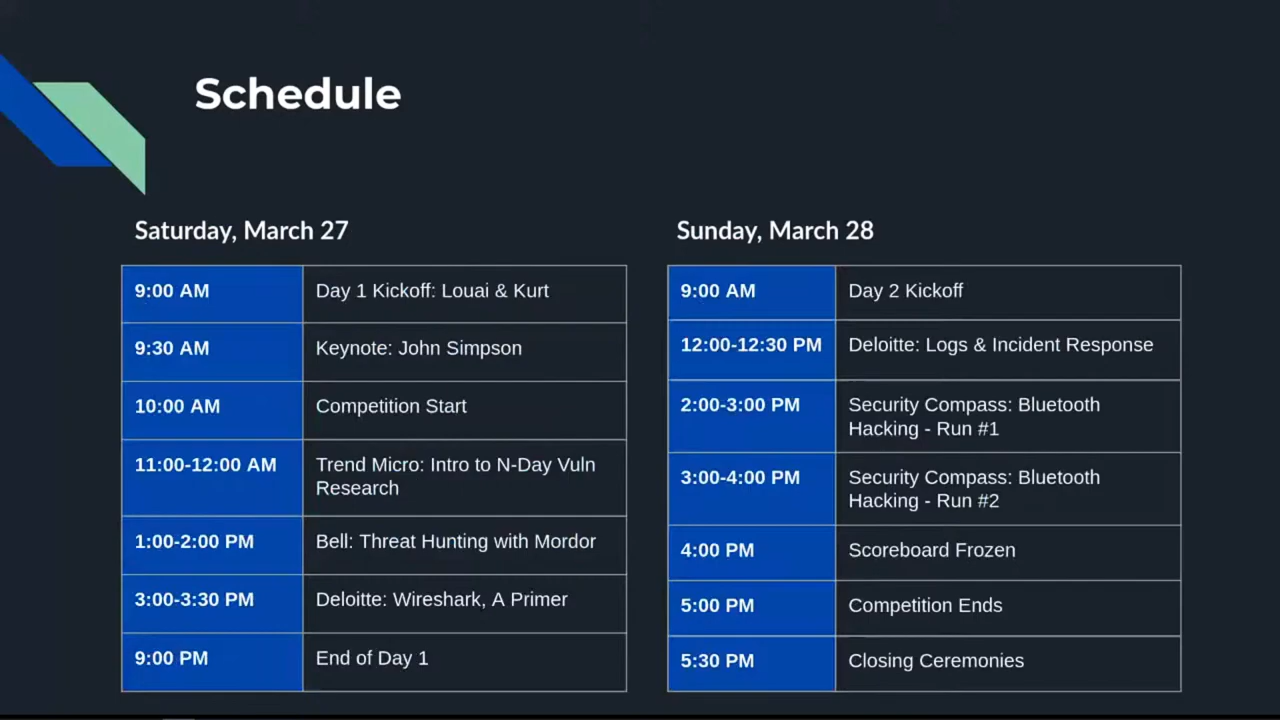 Schedule
Saturday, March 27
9:00 AM Day 1 Kickoff: Louai & Kurt
9:30 AM Keynote: John Simpson
10:00 AM Competition Start
11:00-12:00 AM Trend Micro: Intro to N-Day Vuln
Research
1:00-2:00 PM Bell: Threat Hunting with Mordor
3:00-3:30 PM Deloitte: Wireshark, A Primer
9:00 PM End of Day 1
Sunday, March 28
9:00 AM Day 2 Kickoff
12:00-12:30 PM Deloitte: Logs & Incident Response
2:00-3:00 PM Security Compass: Bluetooth
Hacking - Run #1
3:00-4:00 PM Security Compass: Bluetooth
Hacking - Run #2
4:00 PM Scoreboard Frozen
5:00 PM Competition Ends
5:30 PM Closing Ceremonies